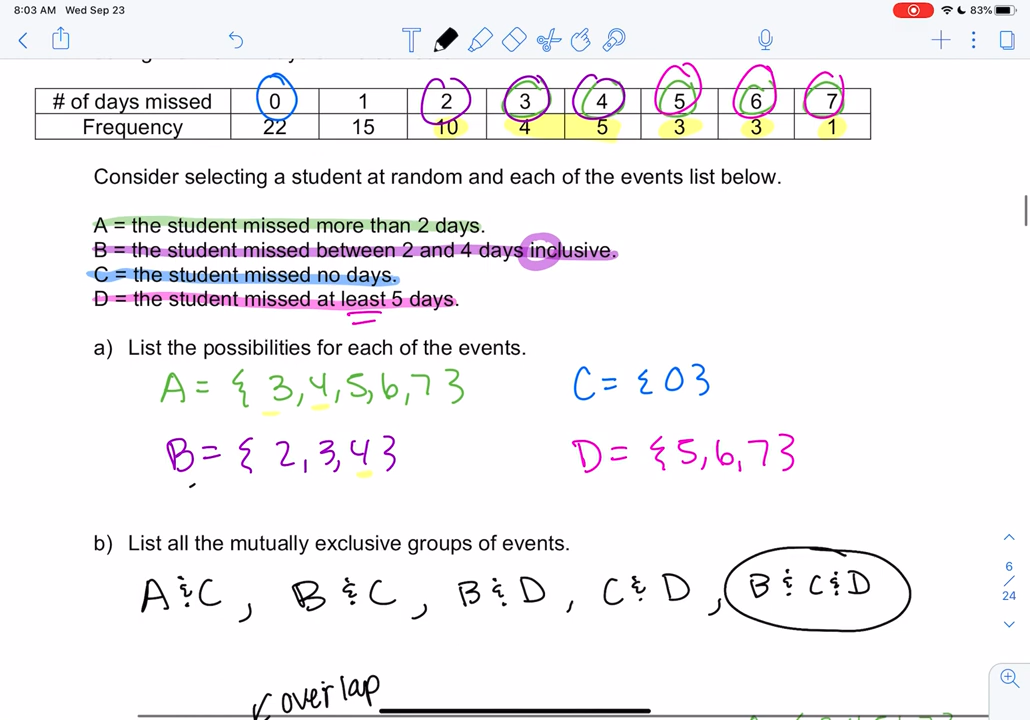 8:03 AM Wed Sep 23 83%
# of days missed 0 1 2 3 4 5 6 7
Frequency 22 15 10 4 5 3 3 1
Consider selecting a student at random and each of the events list below.
A = the student missed more than 2 days.
B = the student missed between 2 and 4 days inclusive.
C = the student missed no days.
D = the student missed at least 5 days.
a) List the possibilities for each of the events.
A = { 3, 4, 5, 6, 7 } C = { 0 }
B = { 2, 3, 4 } D = { 5, 6, 7 }
b) List all the mutually exclusive groups of events.
A & C, B & C, B & D, C & D, B & C & D
6
/
24
overlap